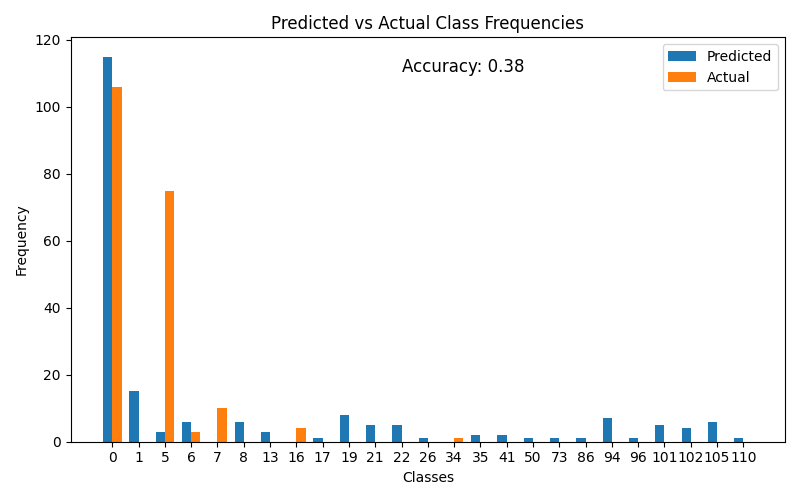 Predicted vs Actual Class Frequencies
Accuracy: 0.38
Predicted
Actual
Frequency
120
100
80
60
40
20
0
0 1 5 6 7 8 13 16 17 19 21 22 26 34 35 41 50 73 86 94 96 101 102 105 110
Classes